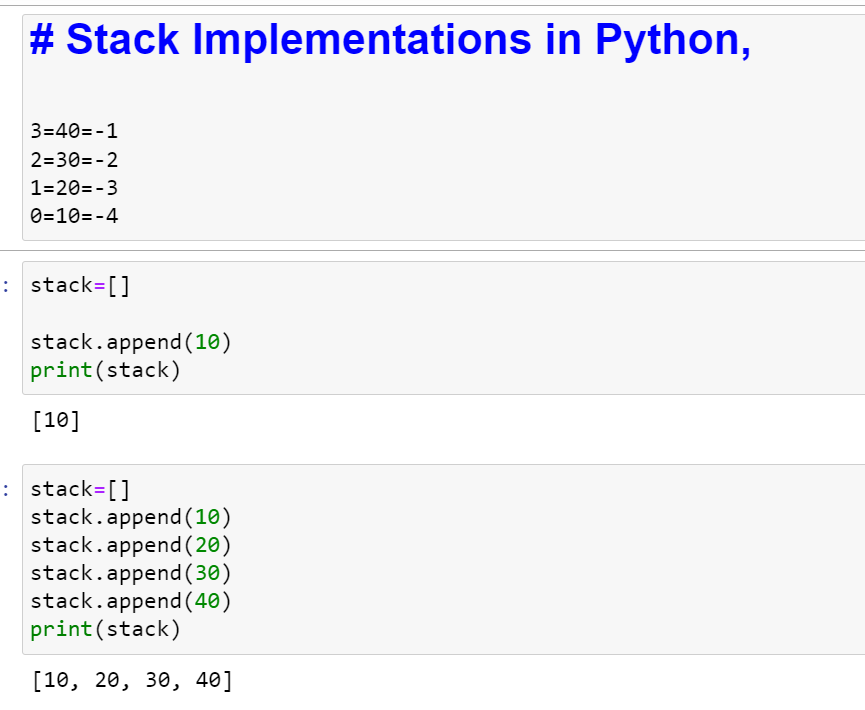 # Stack Implementations in Python,
3=40=-1
2=30=-2
1=20=-3
0=10=-4
: stack=[]
stack.append(10)
print(stack)
[10]
: stack=[]
stack.append(10)
stack.append(20)
stack.append(30)
stack.append(40)
print(stack)
[10, 20, 30, 40]